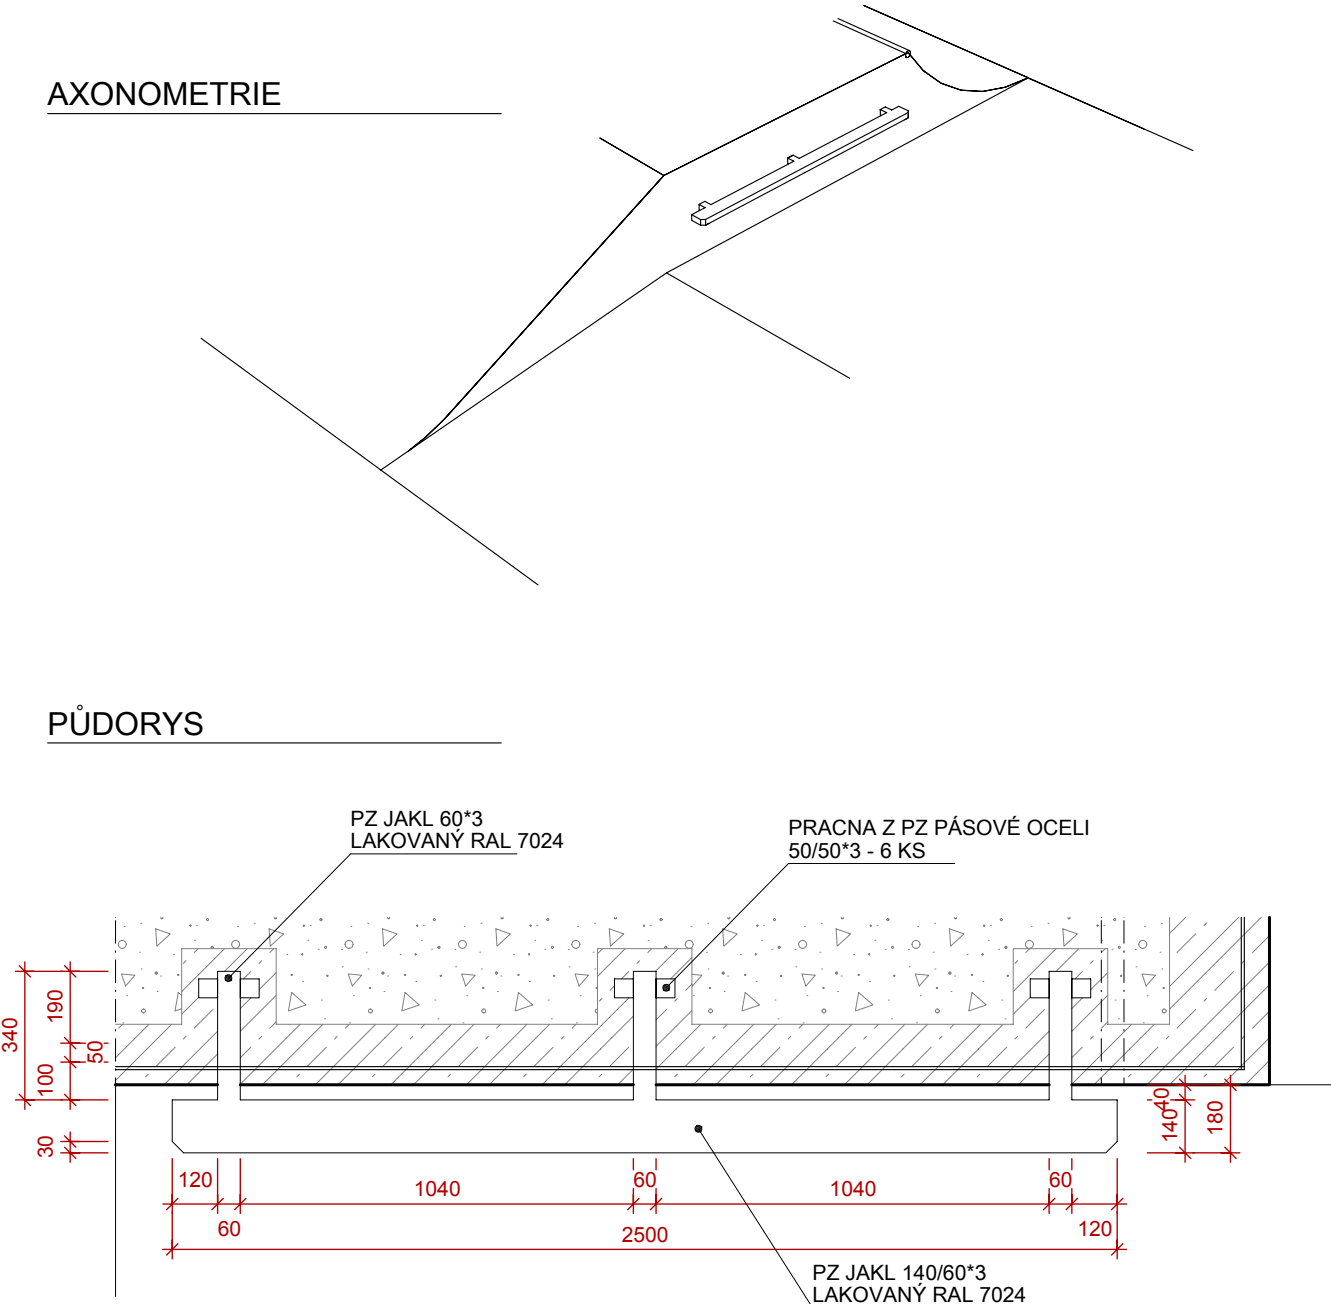 AXONOMETRIE
PŮDORYS
PZ JAKL 60*3
LAKOVANÝ RAL 7024
PRACNA Z PZ PÁSOVÉ OCELI
50/50*3 - 6 KS
340
190
50
100
30
40
140
180
120
60
1040
60
1040
60
120
2500
PZ JAKL 140/60*3
LAKOVANÝ RAL 7024